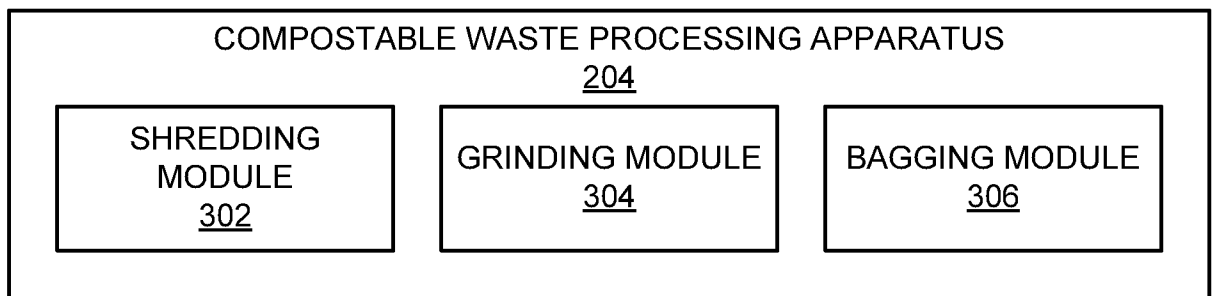 COMPOSTABLE WASTE PROCESSING APPARATUS
204
SHREDDING
MODULE
302
GRINDING MODULE
304
BAGGING MODULE
306